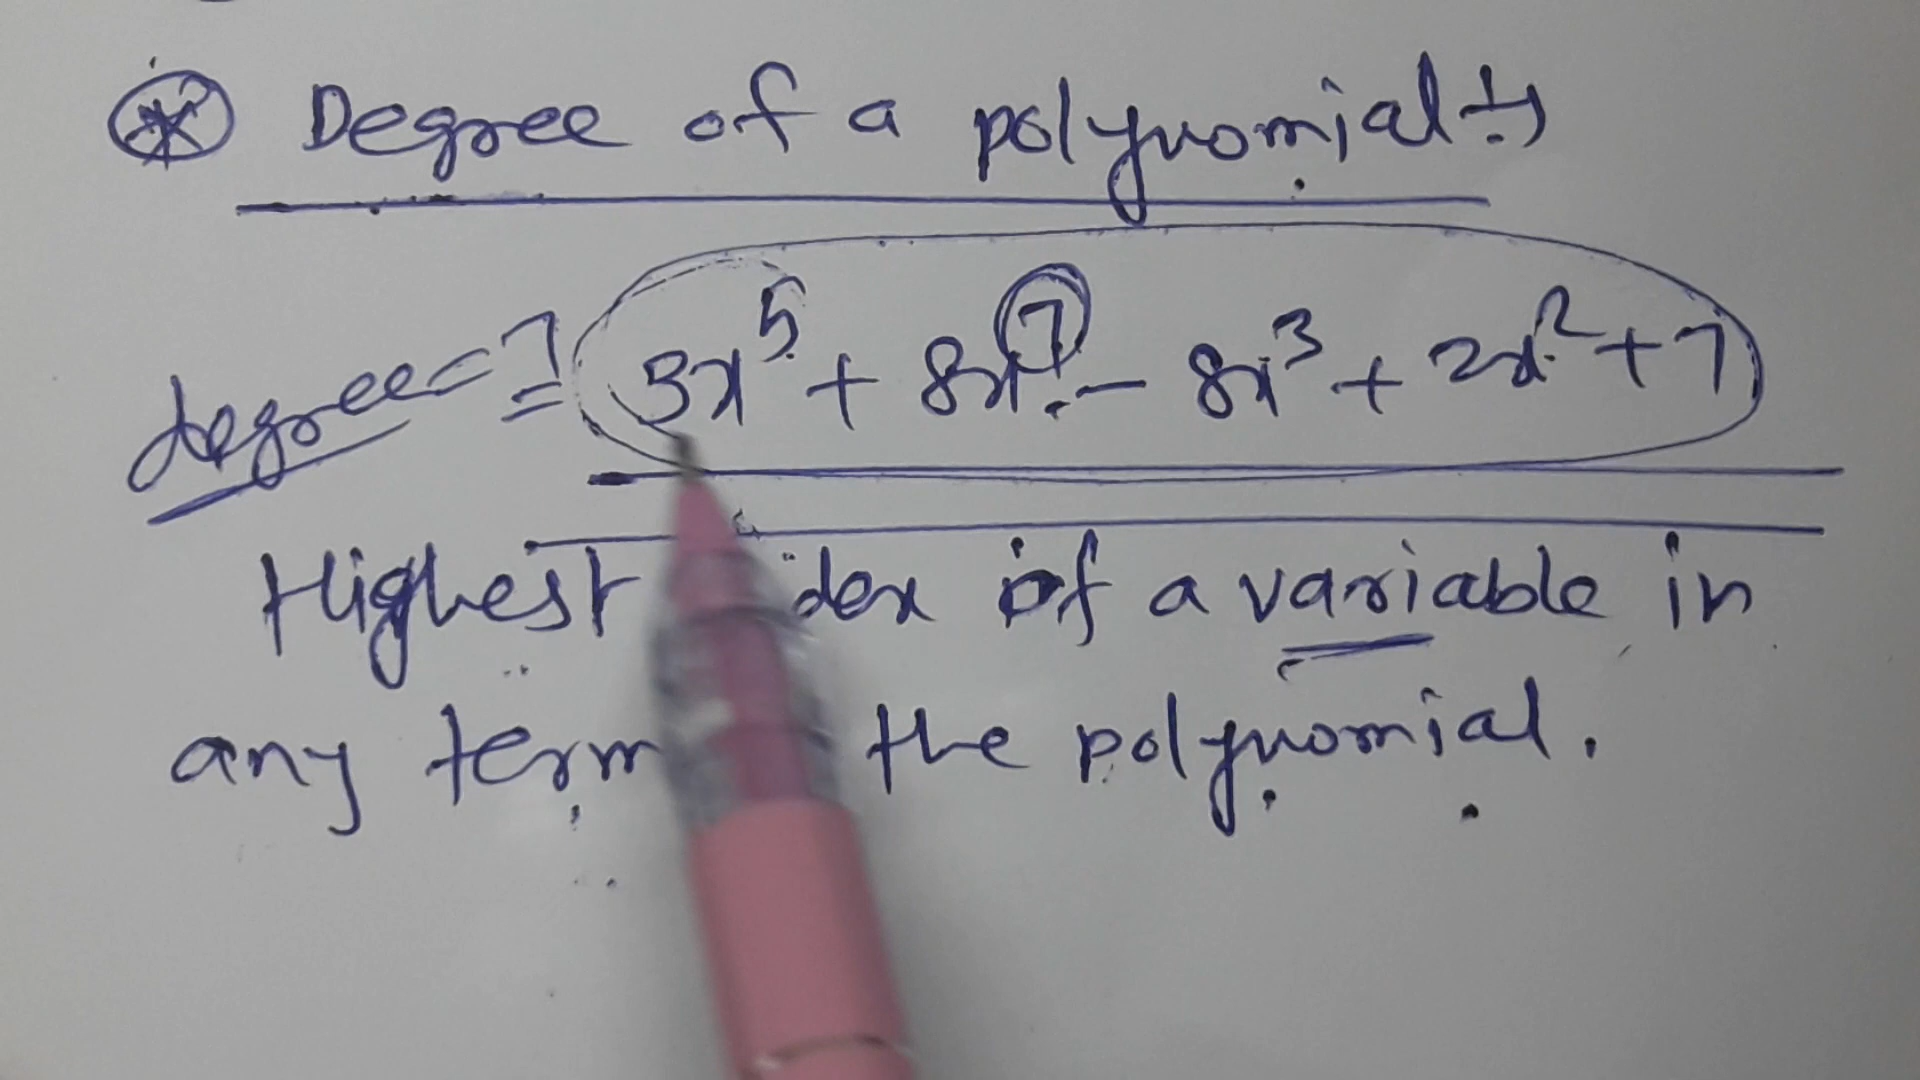 * Degree of a polynomial :-
degree = 7 = 3x⁵ + 8x⁷ - 8x³ + 2x² + 7
Highest dex of a variable in
any term the polynomial.